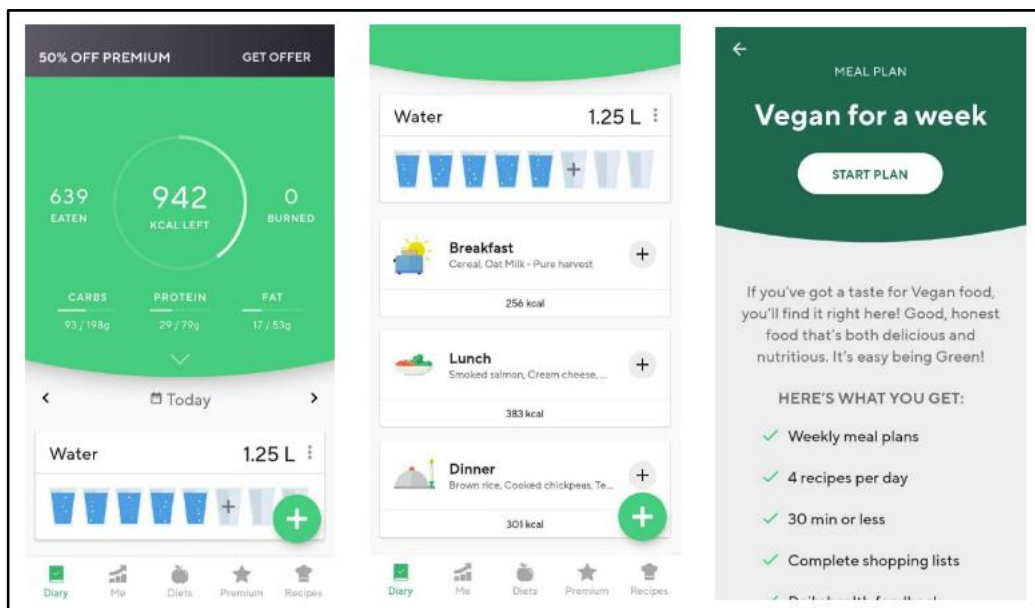 50% OFF PREMIUM GET OFFER
639 942 0
EATEN KCAL LEFT BURNED
CARBS PROTEIN FAT
93 / 198g 29 / 79g 17 / 53g
Today
Water 1.25 L
Diary Me Diets Premium Recipes
Water 1.25 L
Breakfast
Cereal, Oat Milk - Pure harvest
256 kcal
Lunch
Smoked salmon, Cream cheese, ...
383 kcal
Dinner
Brown rice, Cooked chickpeas, Te...
301 kcal
Diary Me Diets Premium Recipes
MEAL PLAN
Vegan for a week
START PLAN
If you've got a taste for Vegan food,
you'll find it right here! Good, honest
food that's both delicious and
nutritious. It's easy being Green!
HERE'S WHAT YOU GET:
Weekly meal plans
4 recipes per day
30 min or less
Complete shopping lists